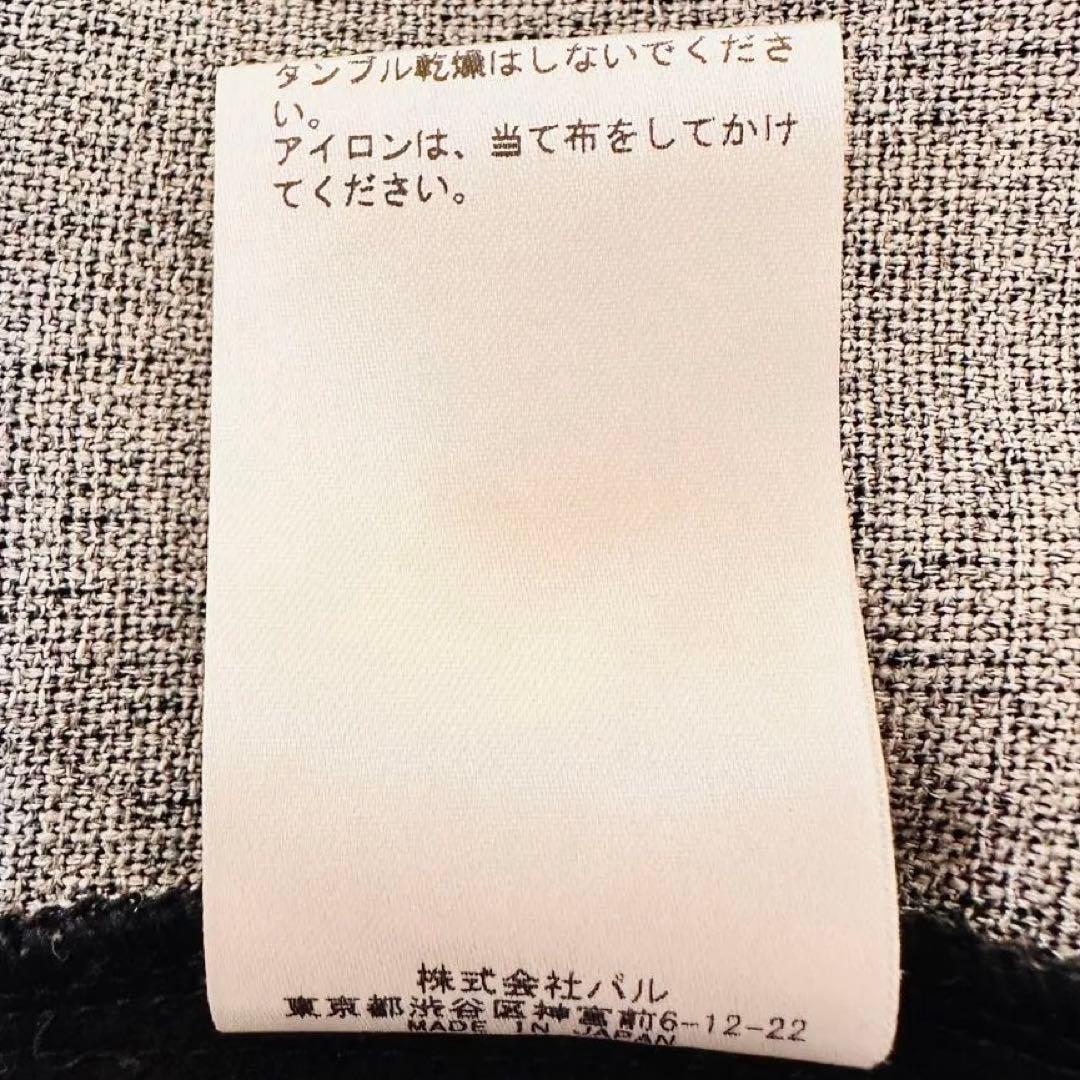 タンブル乾燥はしないでくださ
い。
アイロンは、当て布をしてかけ
てください。
株式会社バル
東京都渋谷区神宮前6-12-22
MADE IN JAPAN